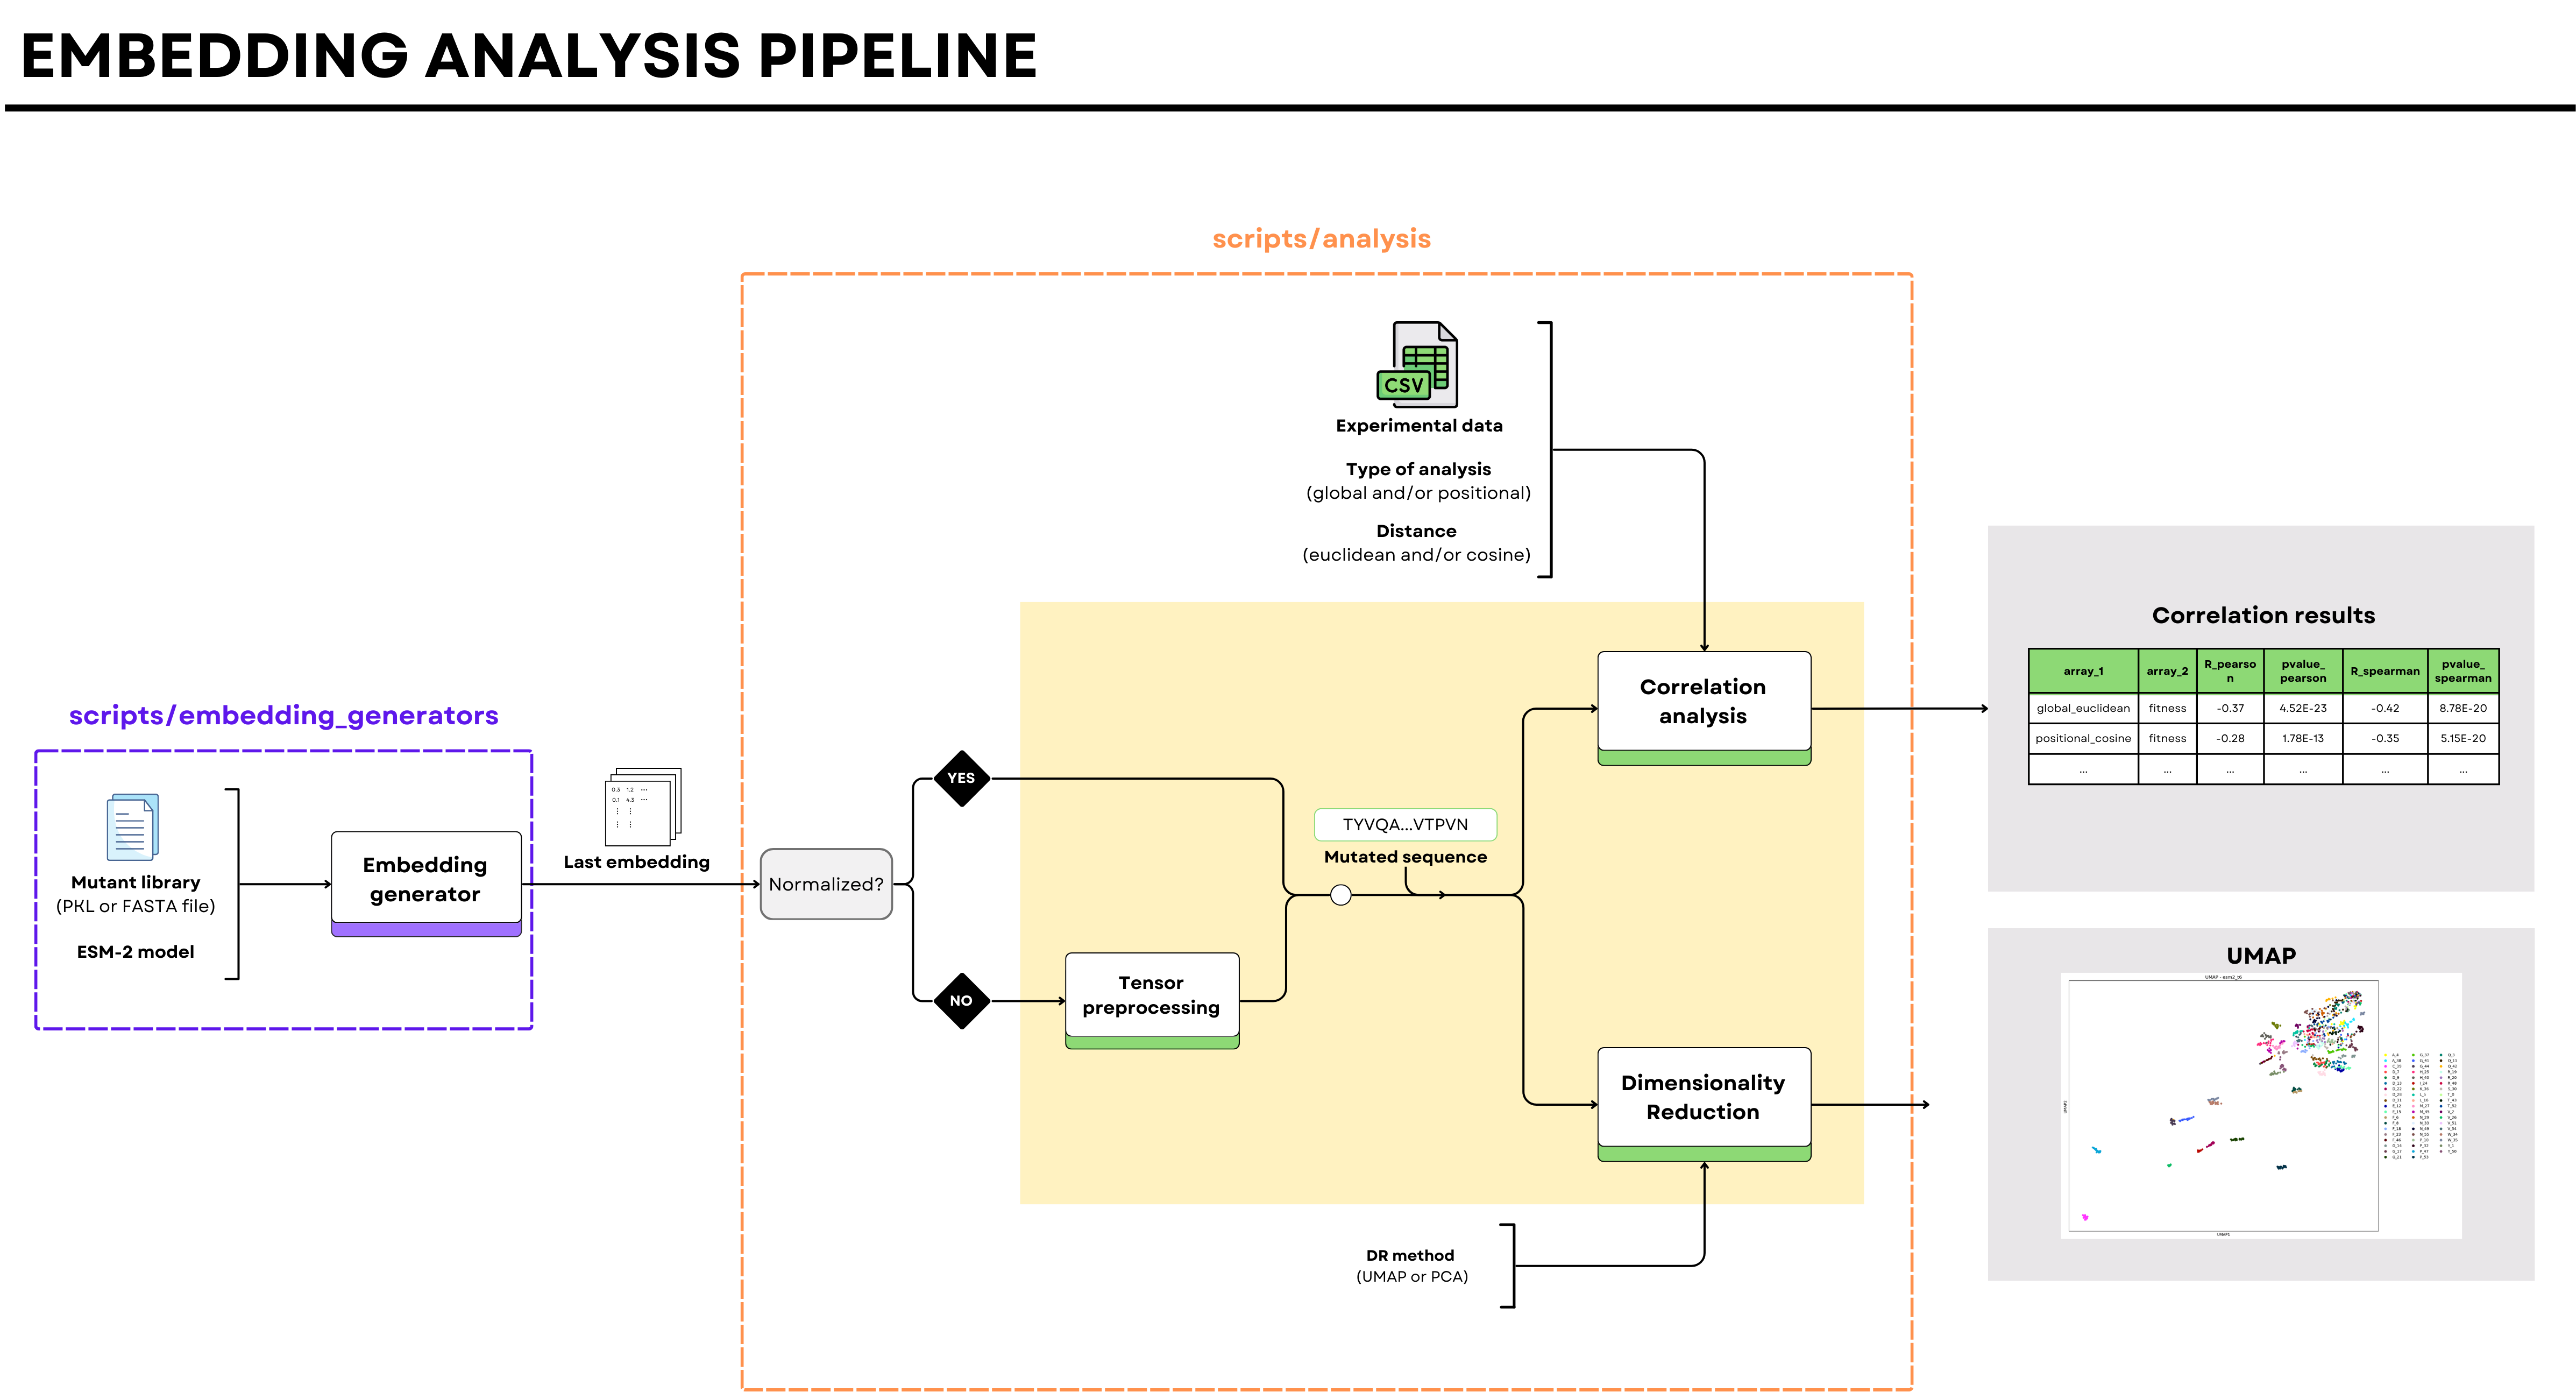 EMBEDDING ANALYSIS PIPELINE
scripts/analysis
CSV
Experimental data
Type of analysis
(global and/or positional)
Distance
(euclidean and/or cosine)
scripts/embedding_generators
Mutant library
(PKL or FASTA file)
ESM-2 model
Embedding
generator
0.3 1.2 ...
0.1 4.3 ...
Last embedding
Normalized?
YES
NO
Tensor
preprocessing
TYVQA...VTPVN
Mutated sequence
Correlation
analysis
Dimensionality
Reduction
DR method
(UMAP or PCA)
Correlation results
array_1 array_2 R_pearso
n pvalue_
pearson R_spearman pvalue_
spearman
global_euclidean fitness -0.37 4.52E-23 -0.42 8.78E-20
positional_cosine fitness -0.28 1.78E-13 -0.35 5.15E-20
... ... ... ... ... ...
UMAP
UMAP - esm2_t6
UMAP2
UMAP1